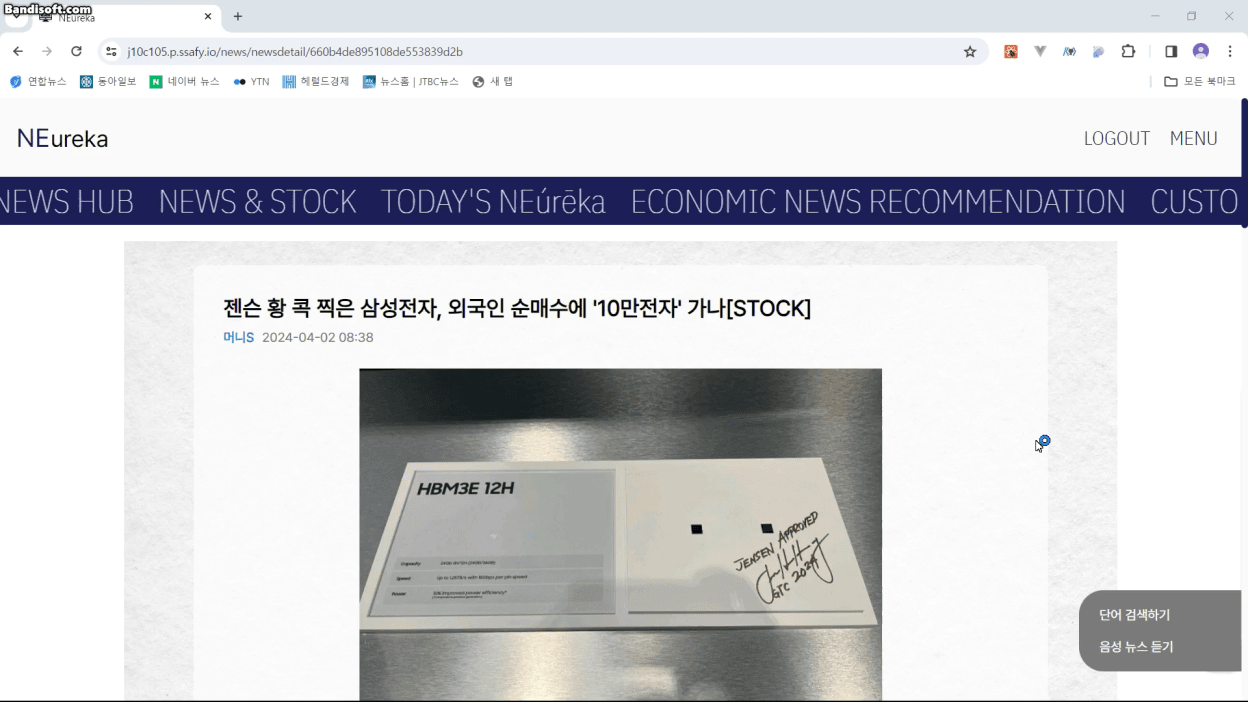 Bandisoft.com
NEureka
j10c105.p.ssafy.io/news/newsdetail/660b4de895108de553839d2b
연합뉴스 동아일보 네이버 뉴스 YTN 헤럴드경제 뉴스홈 | JTBC뉴스 새 탭 모든 북마크
NEureka
LOGOUT MENU
NEWS HUB NEWS & STOCK TODAY'S NEúrēka ECONOMIC NEWS RECOMMENDATION CUSTO
젠슨 황 콕 찍은 삼성전자, 외국인 순매수에 '10만전자' 가나[STOCK]
머니S 2024-04-02 08:38
HBM3E 12H
JENSEN APPROVED
GTC 2024
Capacity
Speed
Power
단어 검색하기
음성 뉴스 듣기